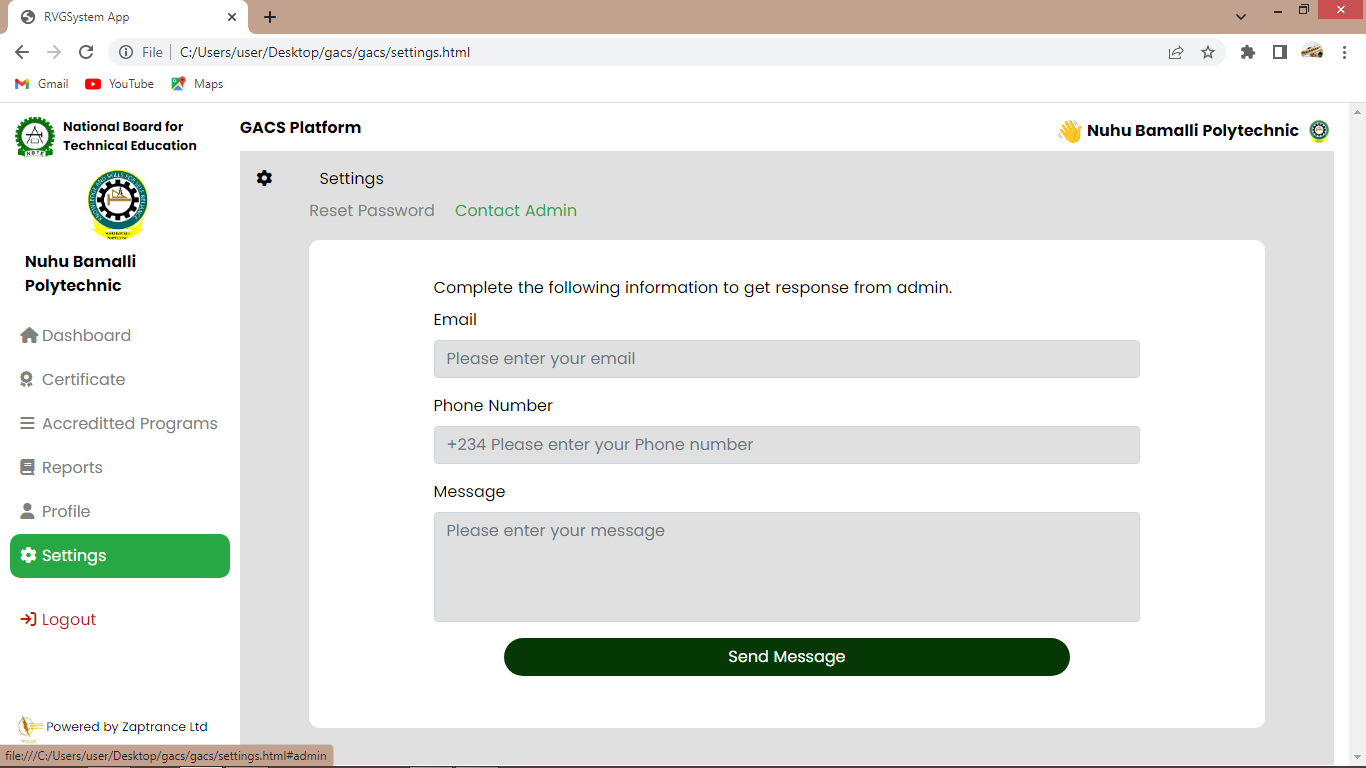 RVGSystem App
File
C:/Users/user/Desktop/gacs/gacs/settings.html
Gmail
YouTube
Maps
National Board for
Technical Education
GACS Platform
Nuhu Bamalli Polytechnic
Nuhu Bamalli
Polytechnic
Dashboard
Certificate
Accreditted Programs
Reports
Profile
Settings
Logout
Powered by Zaptrance Ltd
Settings
Reset Password
Contact Admin
Complete the following information to get response from admin.
Email
Please enter your email
Phone Number
+234 Please enter your Phone number
Message
Please enter your message
Send Message
file:///C:/Users/user/Desktop/gacs/gacs/settings.html#admin